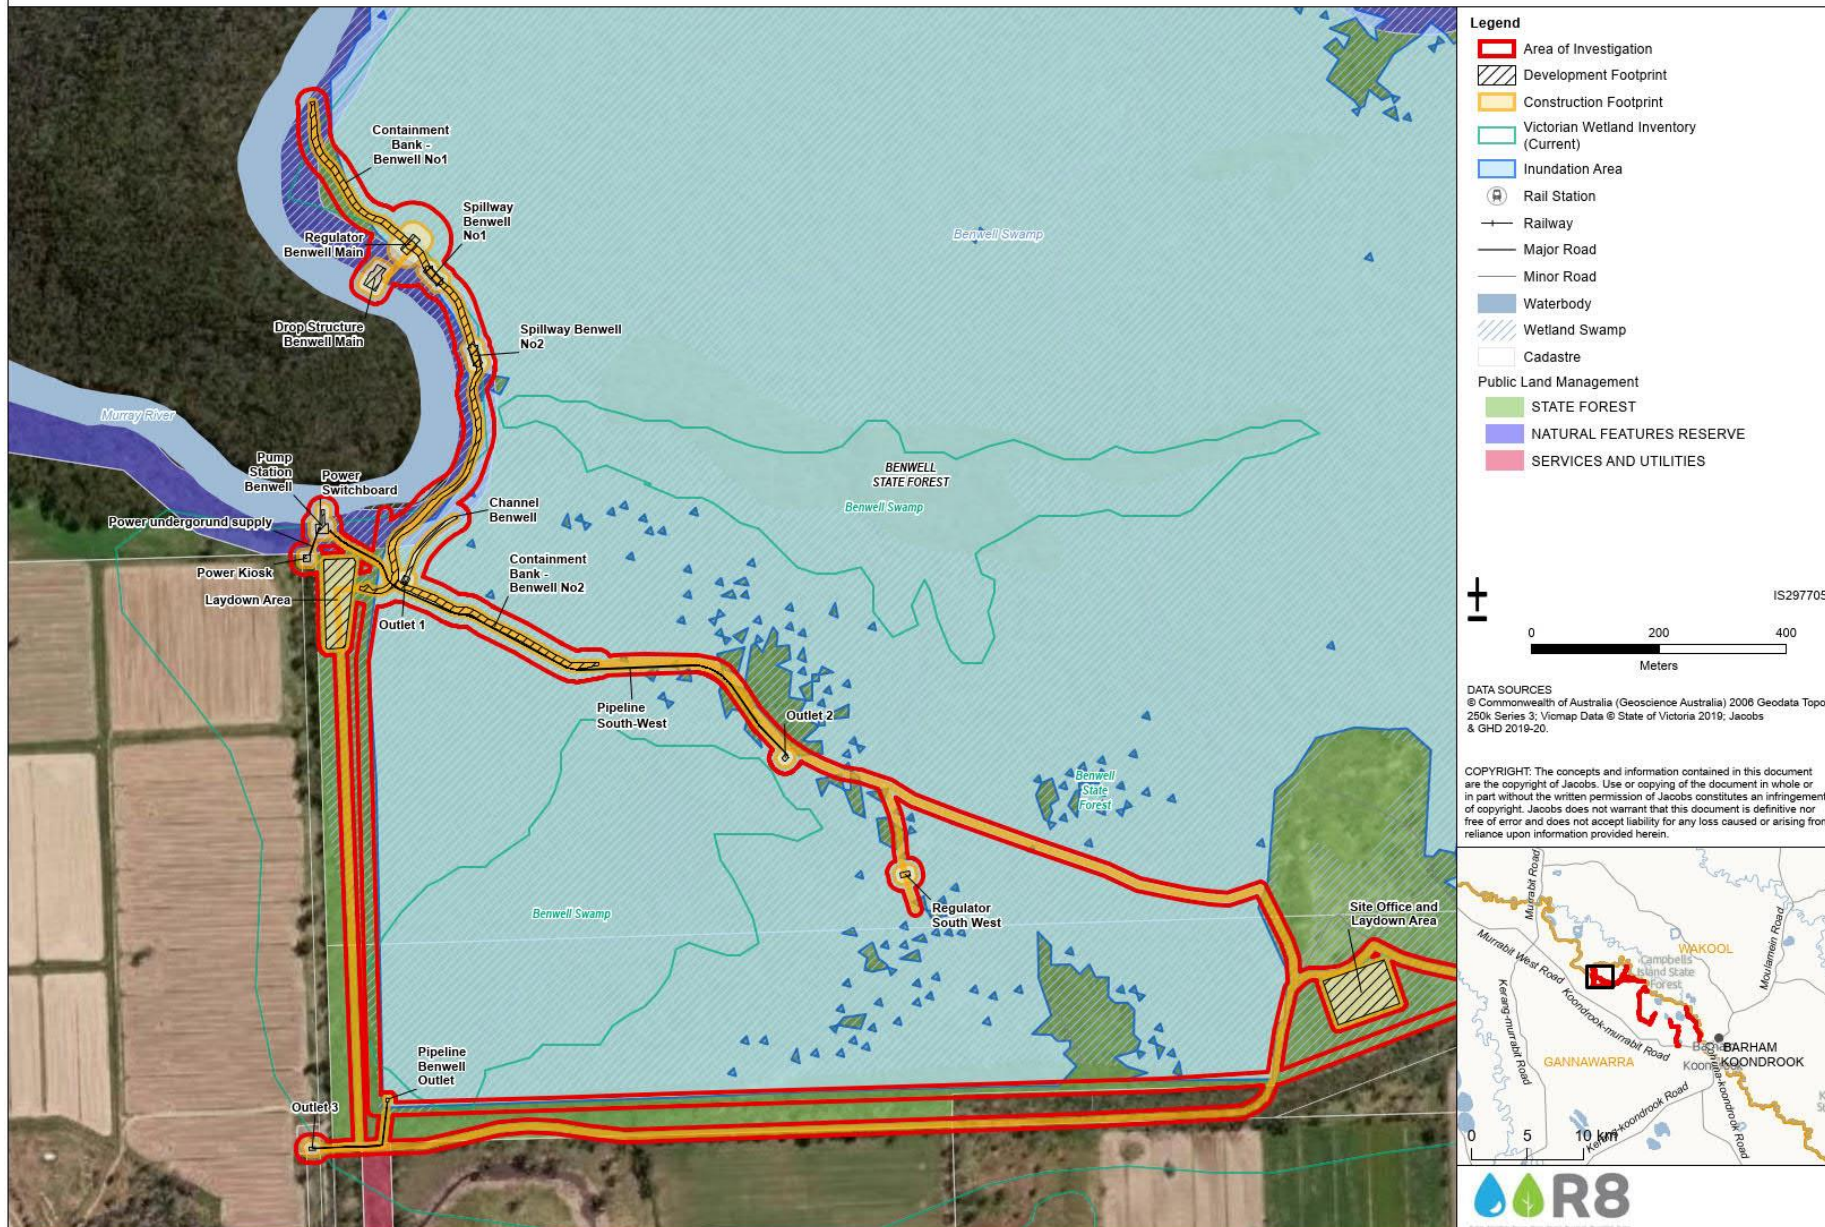 Containment
Bank -
Benwell No1
Spillway
Benwell
No1
Regulator
Benwell Main
Drop Structure
Benwell Main
Spillway Benwell
No2
Benwell Swamp
Murray River
BENWELL
STATE FOREST
Benwell Swamp
Pump
Station
Benwell
Power
Switchboard
Power undergorund supply
Channel
Benwell
Power Kiosk
Containment
Bank -
Benwell No2
Laydown Area
Outlet 1
Pipeline
South-West
Outlet 2
Benwell
State
Forest
Benwell Swamp
Regulator
South West
Site Office and
Laydown Area
Pipeline
Benwell
Outlet
Outlet 3
Legend
Area of Investigation
Development Footprint
Construction Footprint
Victorian Wetland Inventory
(Current)
Inundation Area
Rail Station
Railway
Major Road
Minor Road
Waterbody
Wetland Swamp
Cadastre
Public Land Management
STATE FOREST
NATURAL FEATURES RESERVE
SERVICES AND UTILITIES
IS297705
0 200 400
Meters
DATA SOURCES
© Commonwealth of Australia (Geoscience Australia) 2006 Geodata Topo
250k Series 3; Vicmap Data © State of Victoria 2019; Jacobs
& GHD 2019-20.
COPYRIGHT: The concepts and information contained in this document
are the copyright of Jacobs. Use or copying of the document in whole or
in part without the written permission of Jacobs constitutes an infringement
of copyright. Jacobs does not warrant that this document is definitive nor
free of error and does not accept liability for any loss caused or arising from
reliance upon information provided herein.
Murrabit Road
Murrabit West Road
WAKOOL
Campbells
Island State
Forest
Moulamein Road
Kerang-murrabit Road
Koondrook-murrabit Road
GANNAWARRA
BARHAM
KOONDROOK
Kerang-koondrook Road
0 5 10 km
R8